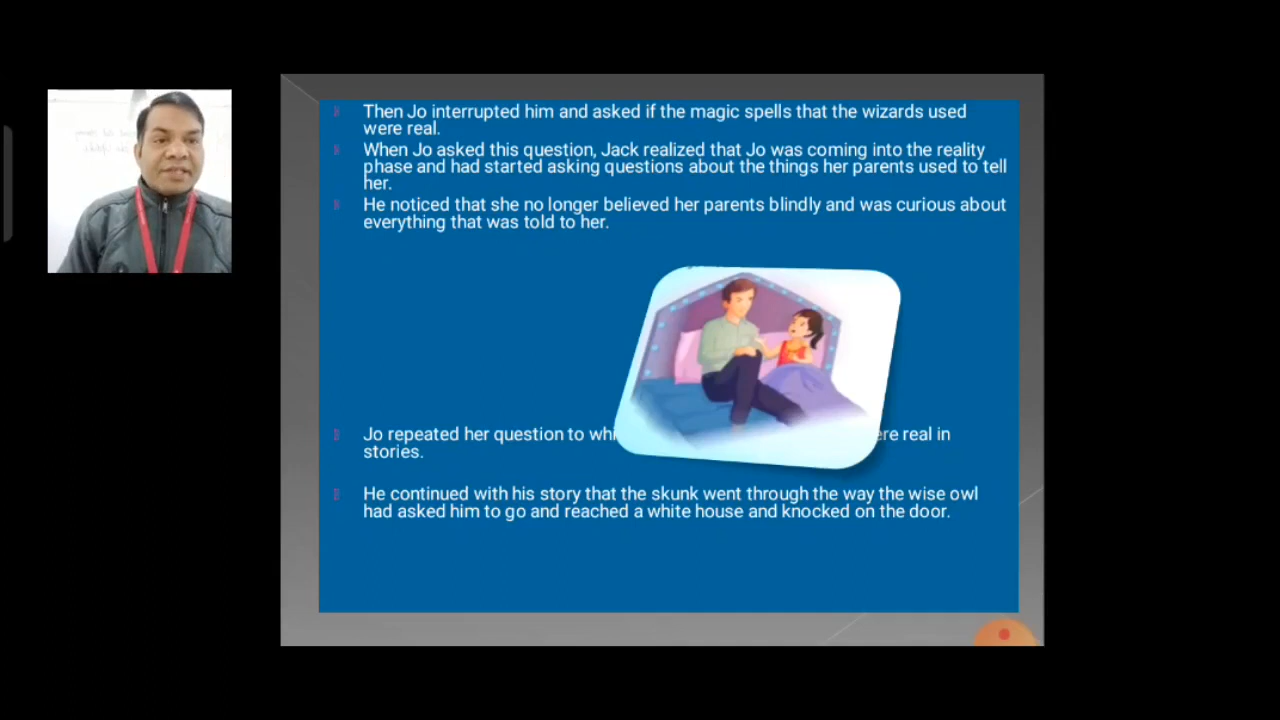 Then Jo interrupted him and asked if the magic spells that the wizards used
were real.
When Jo asked this question, Jack realized that Jo was coming into the reality
phase and had started asking questions about the things her parents used to tell
her.
He noticed that she no longer believed her parents blindly and was curious about
everything that was told to her.
Jo repeated her question to real in
stories.
He continued with his story that the skunk went through the way the wise owl
had asked him to go and reached a white house and knocked on the door.